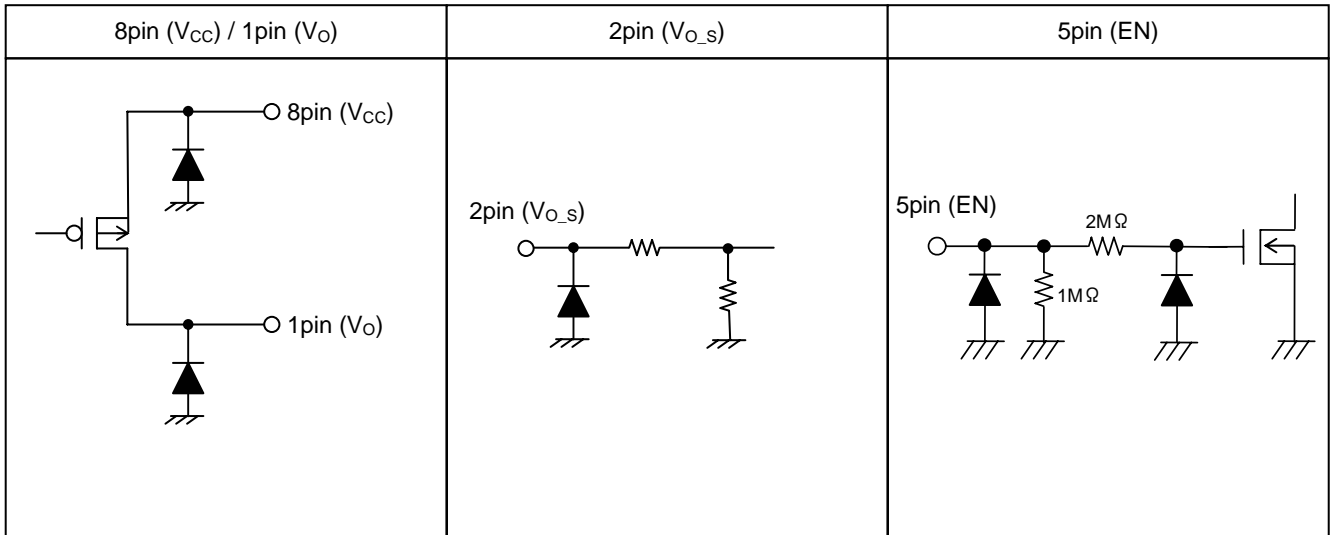 8pin (VCC) / 1pin (VO)
2pin (VO_S)
5pin (EN)
8pin (VCC)
1pin (VO)
2pin (VO_S)
5pin (EN)
2MΩ
1MΩ